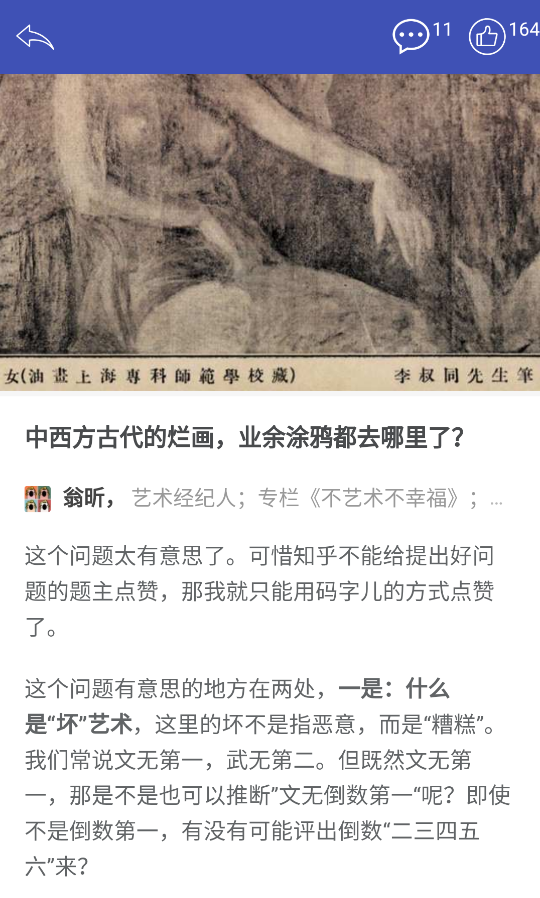 11
164
女(油畫上海專科師範學校藏)
李叔同先生筆
中西方古代的烂画，业余涂鸦都去哪里了？
翁昕，艺术经纪人；专栏《不艺术不幸福》；...
这个问题太有意思了。可惜知乎不能给提出好问
题的题主点赞，那我就只能用码字儿的方式点赞
了。
这个问题有意思的地方在两处，一是：什么
是“坏”艺术，这里的坏不是指恶意，而是“糟糕”。
我们常说文无第一，武无第二。但既然文无第
一，那是不是也可以推断”文无倒数第一“呢？即使
不是倒数第一，有没有可能评出倒数“二三四五
六”来？